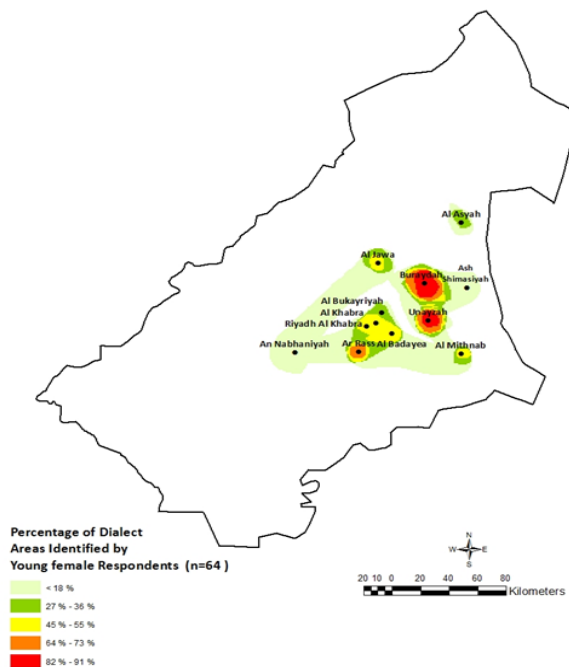 Al Asyah
Al Jawa
Buraydah
Ash
Shimasiyah
Al Bukayriyah
Al Khabra
Unayzah
Riyadh Al Khabra
An Nabhaniyah
Ar Rass
Al Badayea
Al Mithnab
Percentage of Dialect
Areas Identified by
Young female Respondents (n=64 )
< 18 %
27 % - 36 %
45 % - 55 %
64 % - 73 %
82 % - 91 %
N
W E
S
20 10 0 20 40 60 80
Kilometers